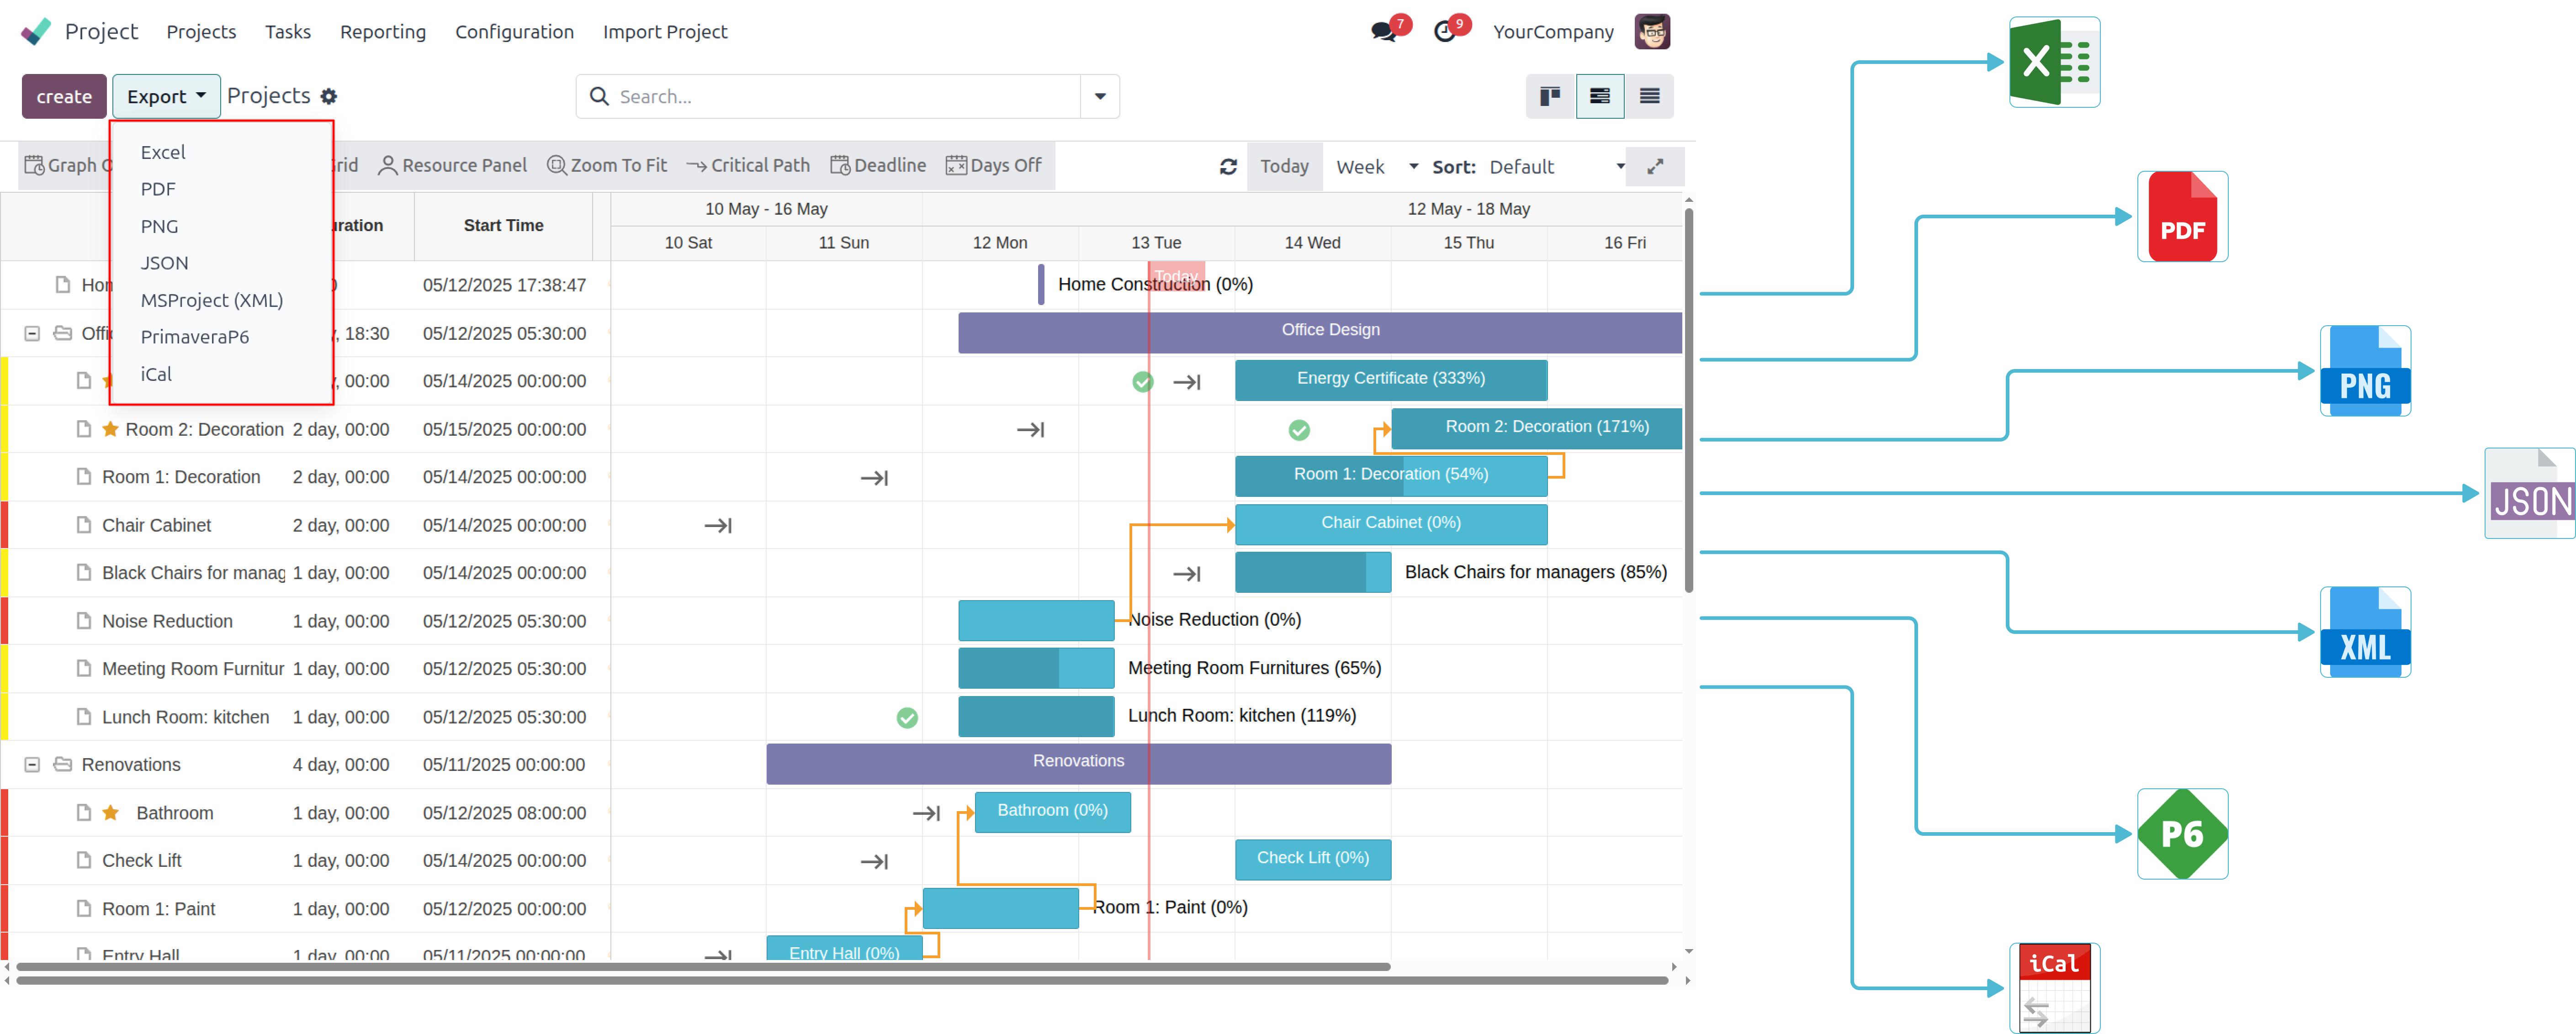 Project Projects Tasks Reporting Configuration Import Project 7 9 YourCompany
create Export Projects Search...
Excel
PDF
PNG
JSON
MSProject (XML)
PrimaveraP6
iCal
Graph Resource Panel Zoom To Fit Critical Path Deadline Days Off Today Week Sort: Default
Start Time
10 May - 16 May 12 May - 18 May
10 Sat 11 Sun 12 Mon 13 Tue 14 Wed 15 Thu 16 Fri
Today
05/12/2025 17:38:47 Home Construction (0%)
18:30 05/12/2025 05:30:00 Office Design
00:00 05/14/2025 00:00:00 Energy Certificate (333%)
Room 2: Decoration 2 day, 00:00 05/15/2025 00:00:00 Room 2: Decoration (171%)
Room 1: Decoration 2 day, 00:00 05/14/2025 00:00:00 Room 1: Decoration (54%)
Chair Cabinet 2 day, 00:00 05/14/2025 00:00:00 Chair Cabinet (0%)
Black Chairs for manag 1 day, 00:00 05/14/2025 00:00:00 Black Chairs for managers (85%)
Noise Reduction 1 day, 00:00 05/12/2025 05:30:00 Noise Reduction (0%)
Meeting Room Furnitur 1 day, 00:00 05/12/2025 05:30:00 Meeting Room Furnitures (65%)
Lunch Room: kitchen 1 day, 00:00 05/12/2025 05:30:00 Lunch Room: kitchen (119%)
Renovations 4 day, 00:00 05/11/2025 00:00:00 Renovations
Bathroom 1 day, 00:00 05/12/2025 08:00:00 Bathroom (0%)
Check Lift 1 day, 00:00 05/14/2025 00:00:00 Check Lift (0%)
Room 1: Paint 1 day, 00:00 05/12/2025 00:00:00 Room 1: Paint (0%)
Entry Hall 1 day, 00:00 05/11/2025 00:00:00 Entry Hall (0%)
X
PDF
PNG
JSON
XML
P6
iCal